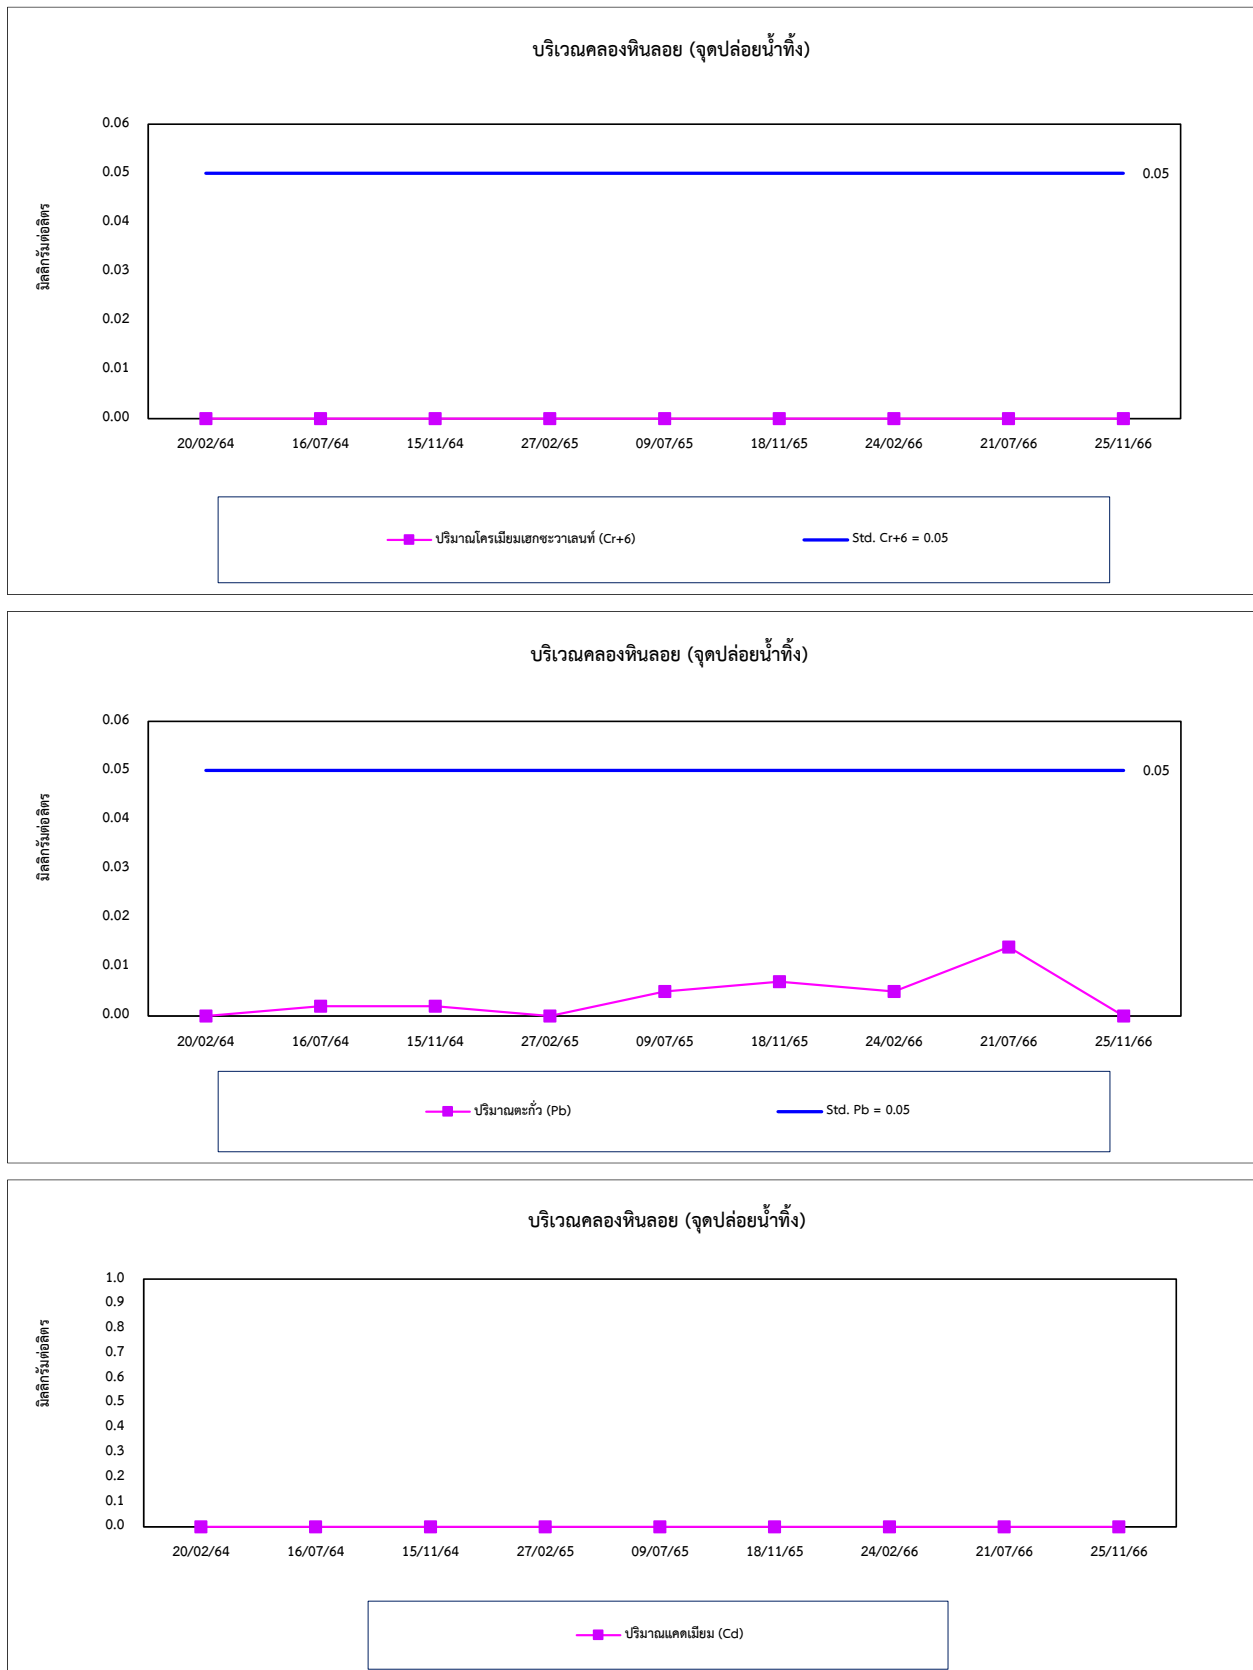 บริเวณคลองหินลอย (จุดปล่อยน้ำทิ้ง)
มิลลิกรัมต่อลิตร
0.06
0.05
0.04
0.03
0.02
0.01
0.00
0.05
20/02/64 16/07/64 15/11/64 27/02/65 09/07/65 18/11/65 24/02/66 21/07/66 25/11/66
ปริมาณโครเมียมเฮกซะวาเลนท์ (Cr+6) Std. Cr+6 = 0.05
บริเวณคลองหินลอย (จุดปล่อยน้ำทิ้ง)
มิลลิกรัมต่อลิตร
0.06
0.05
0.04
0.03
0.02
0.01
0.00
0.05
20/02/64 16/07/64 15/11/64 27/02/65 09/07/65 18/11/65 24/02/66 21/07/66 25/11/66
ปริมาณตะกั่ว (Pb) Std. Pb = 0.05
บริเวณคลองหินลอย (จุดปล่อยน้ำทิ้ง)
มิลลิกรัมต่อลิตร
1.0
0.9
0.8
0.7
0.6
0.5
0.4
0.3
0.2
0.1
0.0
20/02/64 16/07/64 15/11/64 27/02/65 09/07/65 18/11/65 24/02/66 21/07/66 25/11/66
ปริมาณแคดเมียม (Cd)